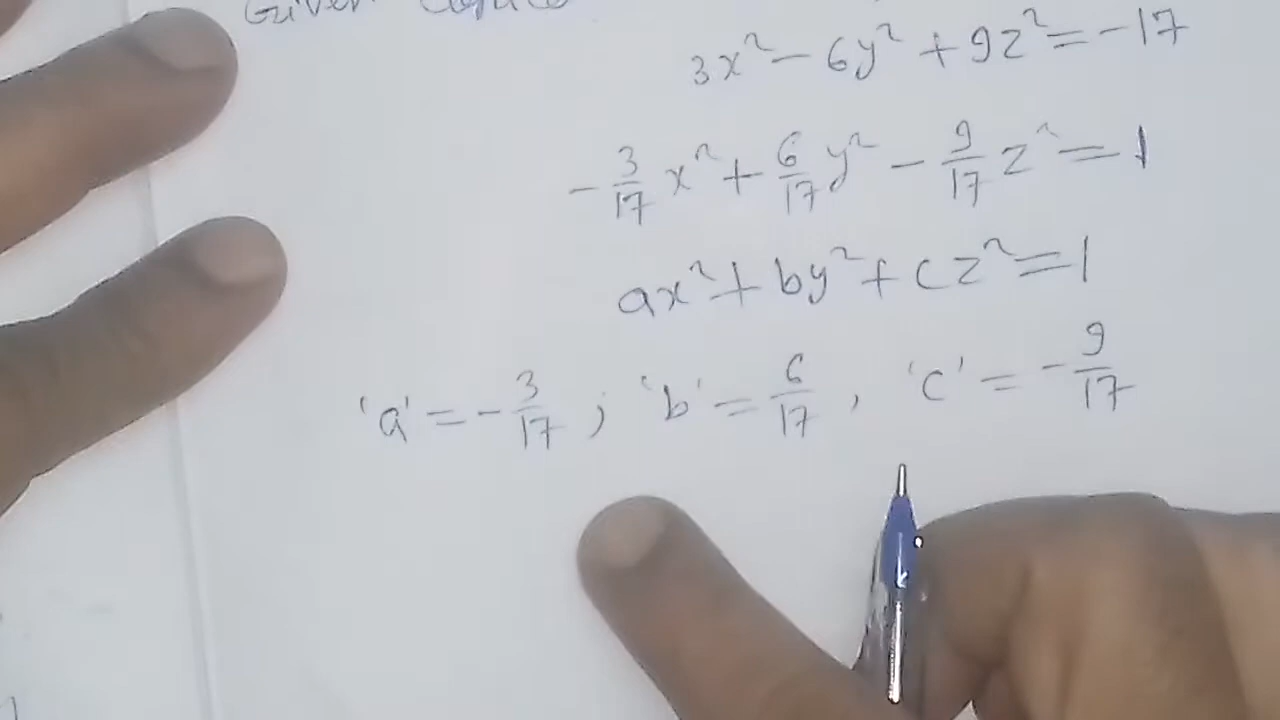 Given
3x² - 6y² + 9z² = -17
-3/17 x² + 6/17 y² - 9/17 z² = 1
ax² + by² + cz² = 1
'a' = -3/17 ; 'b' = 6/17 , 'c' = -9/17